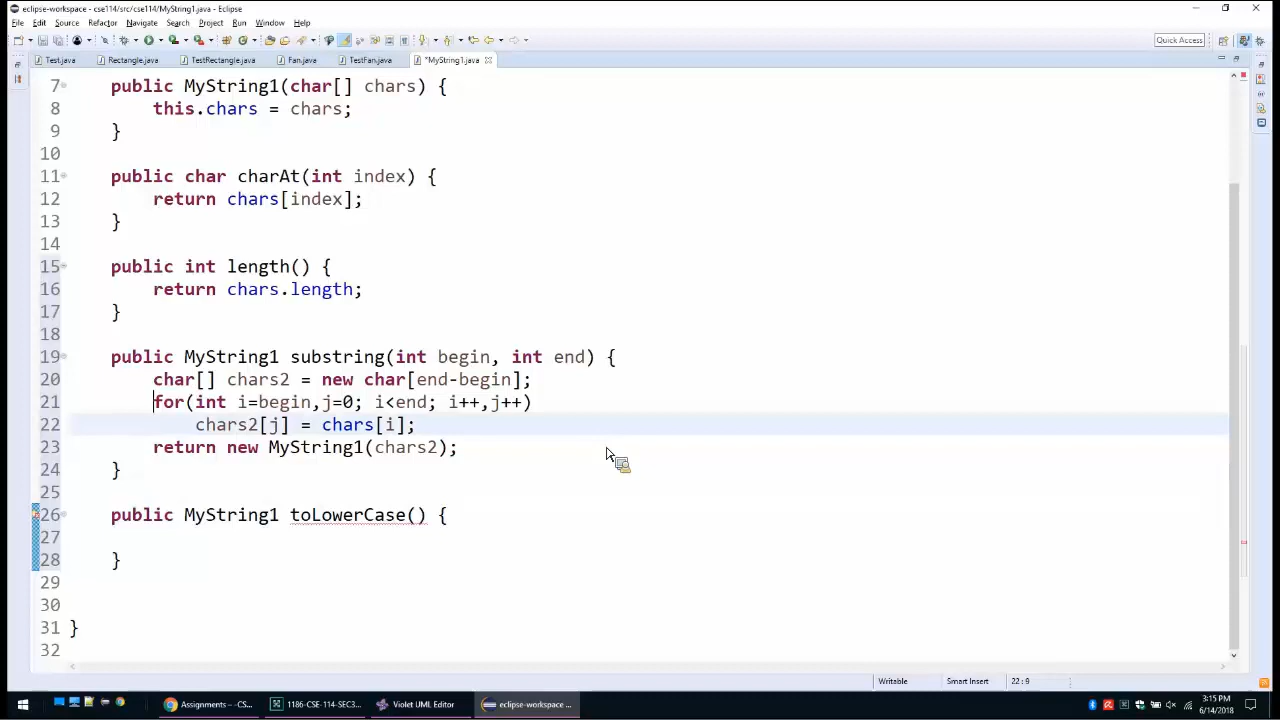 eclipse-workspace - cse114/src/cse114/MyString1.java - Eclipse
File Edit Source Refactor Navigate Search Project Run Window Help
Quick Access
Test.java Rectangle.java TestRectangle.java Fan.java TestFan.java *MyString1.java
7 public MyString1(char[] chars) {
8 this.chars = chars;
9 }
10
11 public char charAt(int index) {
12 return chars[index];
13 }
14
15 public int length() {
16 return chars.length;
17 }
18
19 public MyString1 substring(int begin, int end) {
20 char[] chars2 = new char[end-begin];
21 for(int i=begin,j=0; i<end; i++,j++)
22 chars2[j] = chars[i];
23 return new MyString1(chars2);
24 }
25
26 public MyString1 toLowerCase() {
27
28 }
29
30
31 }
32
Writable Smart Insert 22 : 9
Assignments - -CS... 1186-CSE-114-SEC3... Violet UML Editor eclipse-workspace ... 3:15 PM
6/14/2018